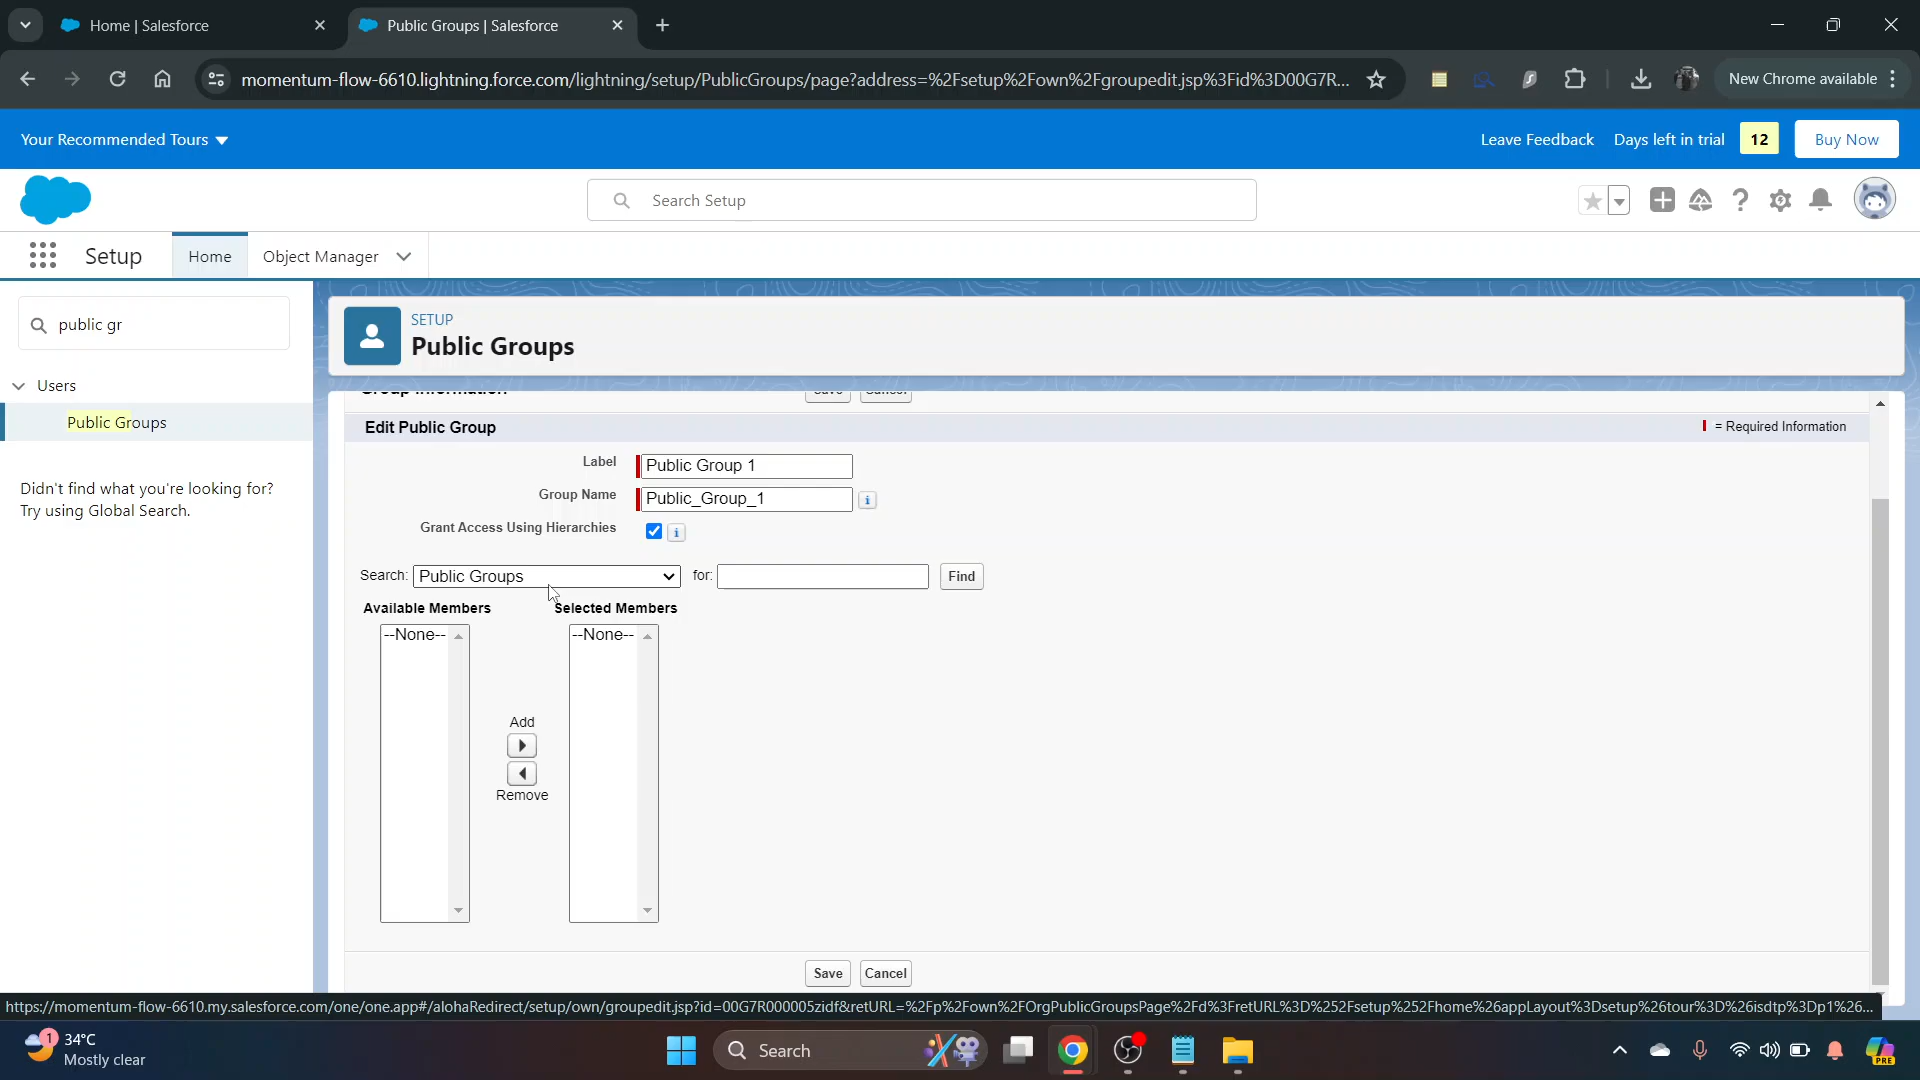 Home | Salesforce
Public Groups | Salesforce
momentum-flow-6610.lightning.force.com/lightning/setup/PublicGroups/page?address=%2Fsetup%2Fown%2Fgroupedit.jsp%3Fid%3D00G7R...
New Chrome available
Your Recommended Tours
Leave Feedback
Days left in trial
12
Buy Now
Search Setup
Setup
Home
Object Manager
public gr
Users
Public Groups
Didn't find what you're looking for?
Try using Global Search.
SETUP
Public Groups
Group Information
Save
Cancel
Edit Public Group
= Required Information
Label
Public Group 1
Group Name
Public_Group_1
i
Grant Access Using Hierarchies
i
Search:
Public Groups
for:
Find
Available Members
Selected Members
--None--
--None--
Add
Remove
Save
Cancel
https://momentum-flow-6610.my.salesforce.com/one/one.app#/alohaRedirect/setup/own/groupedit.jsp?id=00G7R000005zidf&retURL=%2Fp%2Fown%2FOrgPublicGroupsPage%2Fd%3FretURL%3D%252Fsetup%252Fhome%26appLayout%3Dsetup%26tour%3D%26isdtp%3Dp1%26...
1
34°C
Mostly clear
Search
PRE